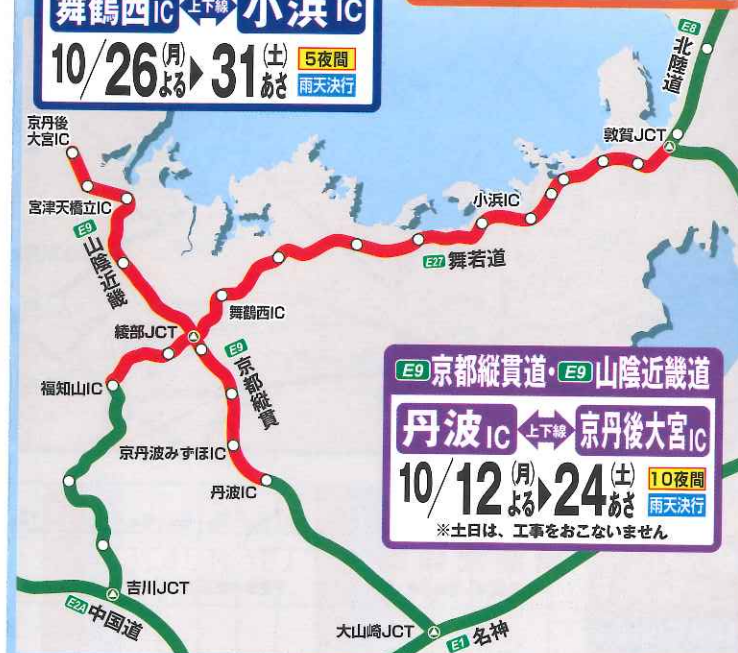 舞鶴西IC 上下線 小浜IC
10/26(月)よる▶31(土)あさ 5夜間 雨天決行
E8 北陸道
京丹後大宮IC
敦賀JCT
宮津天橋立IC
小浜IC
E9 山陰近畿
E27 舞若道
舞鶴西IC
綾部JCT
E9 京都縦貫
福知山IC
京丹波みずほIC
丹波IC
E9 京都縦貫道・E9 山陰近畿道
丹波IC 上下線 京丹後大宮IC
10/12(月)よる▶24(土)あさ 10夜間 雨天決行
※土日は、工事をおこないません
吉川JCT
E2A 中国道
大山崎JCT
E1 名神